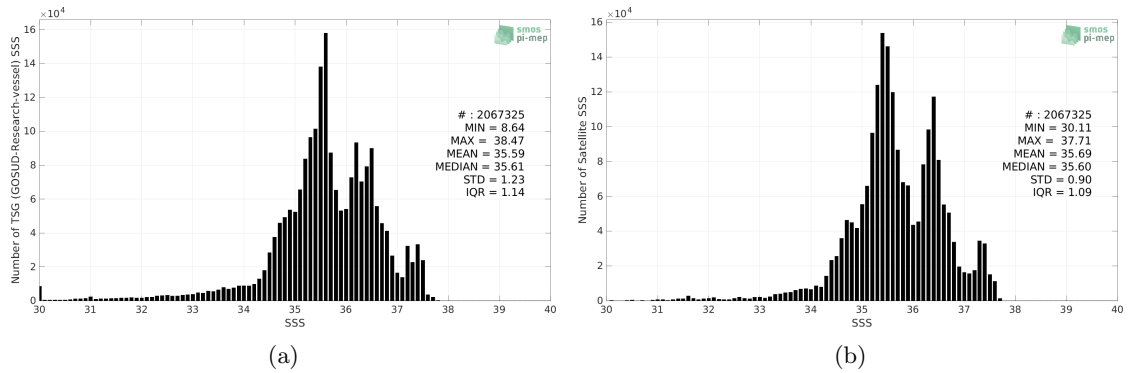 ×10⁴
16
14
12
10
8
6
4
2
0
Number of TSG (GOSUD-Research-vessel) SSS
30 31 32 33 34 35 36 37 38 39 40
SSS
smos
pi-mep
# : 2067325
MIN = 8.64
MAX = 38.47
MEAN = 35.59
MEDIAN = 35.61
STD = 1.23
IQR = 1.14
(a)
×10⁴
16
14
12
10
8
6
4
2
0
Number of Satellite SSS
30 31 32 33 34 35 36 37 38 39 40
SSS
smos
pi-mep
# : 2067325
MIN = 30.11
MAX = 37.71
MEAN = 35.69
MEDIAN = 35.60
STD = 0.90
IQR = 1.09
(b)